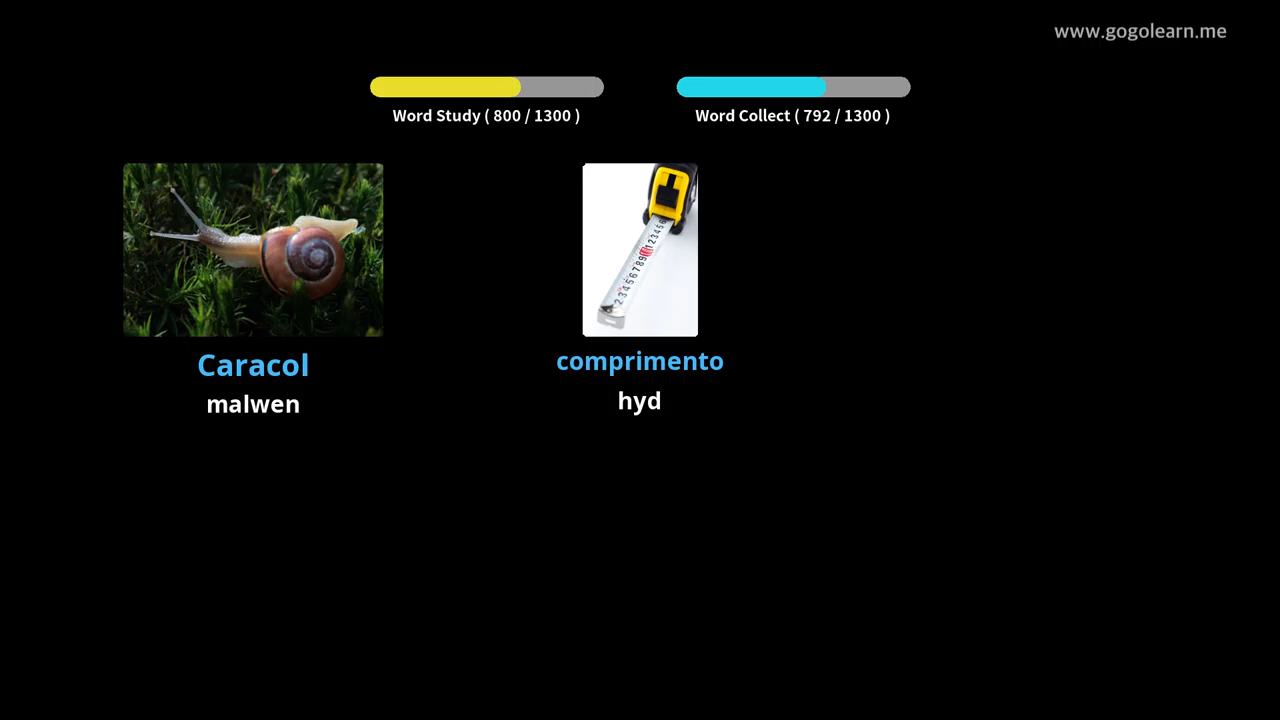 www.gogolearn.me
Word Study ( 800 / 1300 )
Word Collect ( 792 / 1300 )
Caracol
malwen
comprimento
hyd